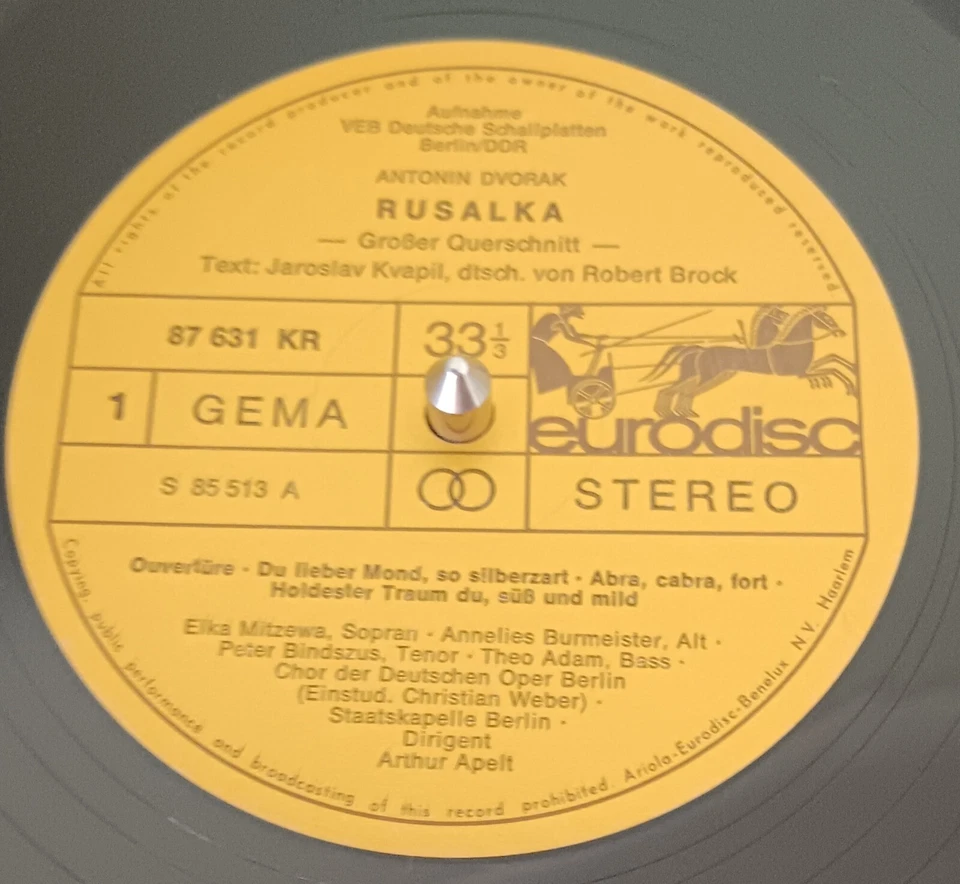 All rights of the record producer and of the owner of the work reproduced reserved
Aufnahme
VEB Deutsche Schallplatten
Berlin/DDR
ANTONIN DVORAK
RUSALKA
— Großer Querschnitt —
Text: Jaroslav Kvapil, dtsch. von Robert Brock
87 631 KR
33 1/3
1
GEMA
eurodisc
S 85 513 A
STEREO
Ouvertüre · Du lieber Mond, so silberzart · Abra, cabra, fort ·
Holdester Traum du, süß und mild
Elka Mitzewa, Sopran · Annelies Burmeister, Alt ·
Peter Bindszus, Tenor · Theo Adam, Bass ·
Chor der Deutschen Oper Berlin
(Einstud. Christian Weber) ·
Staatskapelle Berlin ·
Dirigent
Arthur Apelt
Copying, public performance and broadcasting of this record prohibited. Ariola-Eurodisc-Benelux N.V. Haarlem